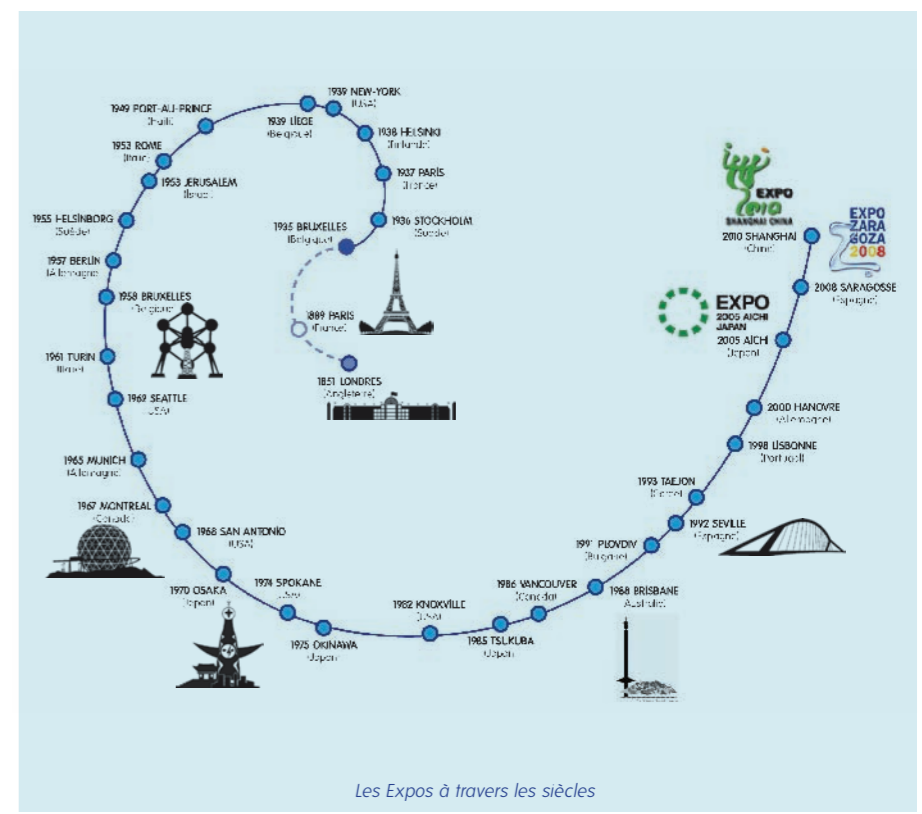 1851 LONDRES
(Angleterre)
1889 PARIS
(France)
1935 BRUXELLES
(Belgique)
1936 STOCKHOLM
(Suède)
1937 PARIS
(France)
1938 HELSINKI
(Finlande)
1939 NEW-YORK
(USA)
1939 LIEGE
(Belgique)
1949 PORT-AU-PRINCE
(Haïti)
1953 ROME
(Italie)
1953 JERUSALEM
(Israël)
1955 HELSINBORG
(Suède)
1957 BERLIN
(Allemagne)
1958 BRUXELLES
(Belgique)
1961 TURIN
(Italie)
1962 SEATTLE
(USA)
1965 MUNICH
(Allemagne)
1967 MONTREAL
(Canada)
1968 SAN ANTONIO
(USA)
1970 OSAKA
(Japon)
1974 SPOKANE
(USA)
1975 OKINAWA
(Japon)
1982 KNOXVILLE
(USA)
1985 TSUKUBA
(Japon)
1986 VANCOUVER
(Canada)
1988 BRISBANE
(Australie)
1991 PLOVDIV
(Bulgarie)
1992 SEVILLE
(Espagne)
1993 TAEJON
(Corée)
1998 LISBONNE
(Portugal)
2000 HANOVRE
(Allemagne)
2005 AICHI
(Japon)
EXPO
2005 AICHI
JAPAN
2008 SARAGOSSE
(Espagne)
EXPO
ZARA
GOZA
2008
2010 SHANGHAI
(Chine)
EXPO
2010
SHANGHAI CHINA
Les Expos à travers les siècles